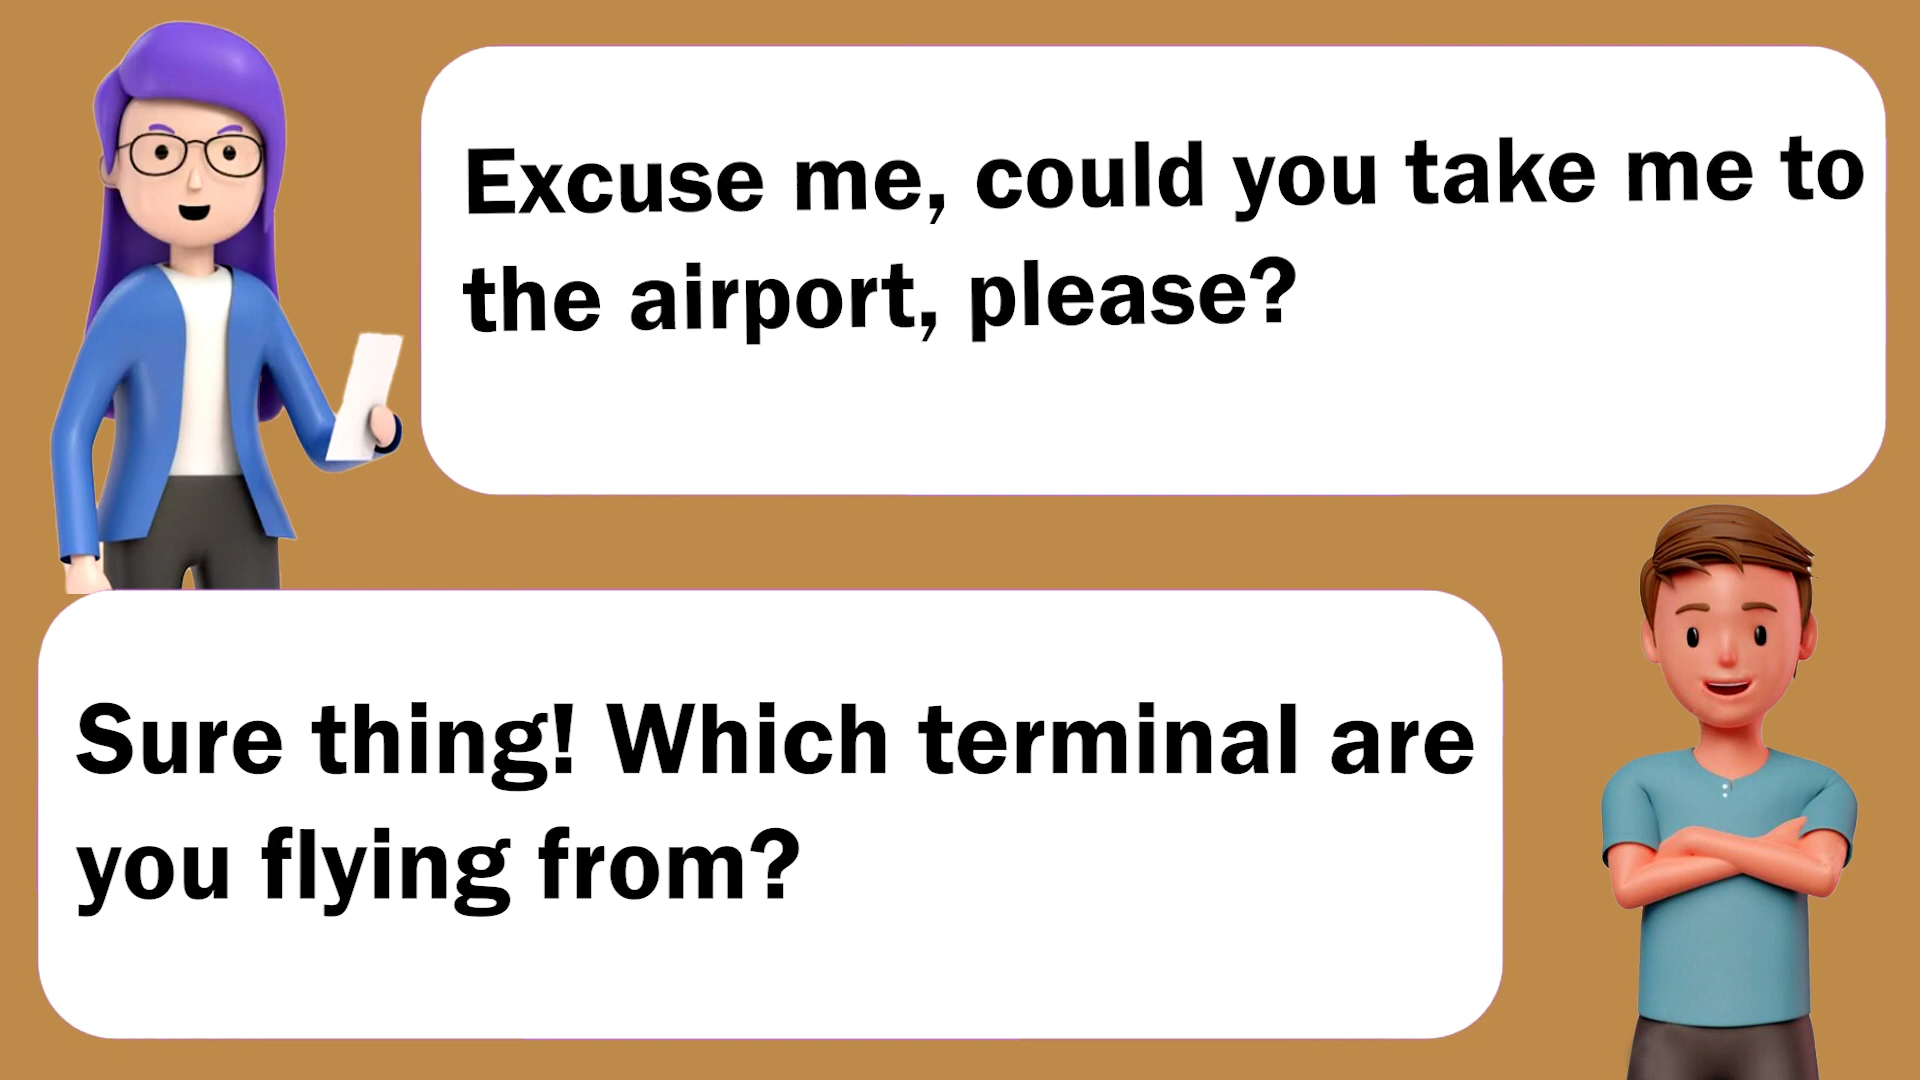 Excuse me, could you take me to
the airport, please?
Sure thing! Which terminal are
you flying from?